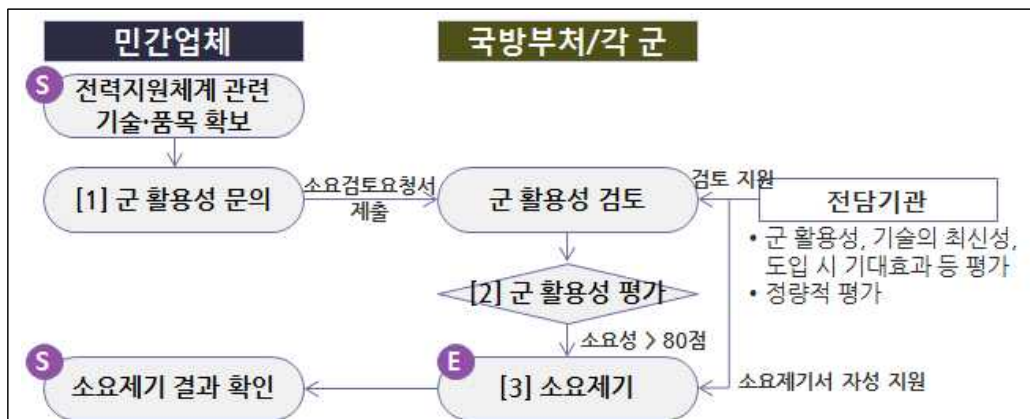 민간업체
국방부처/각 군
S
전력지원체계 관련
기술·품목 확보
[1] 군 활용성 문의
소요검토요청서
제출
군 활용성 검토
검토 지원
전담기관
• 군 활용성, 기술의 최신성,
도입 시 기대효과 등 평가
• 정량적 평가
[2] 군 활용성 평가
소요성 > 80점
S
소요제기 결과 확인
E
[3] 소요제기
소요제기서 자성 지원